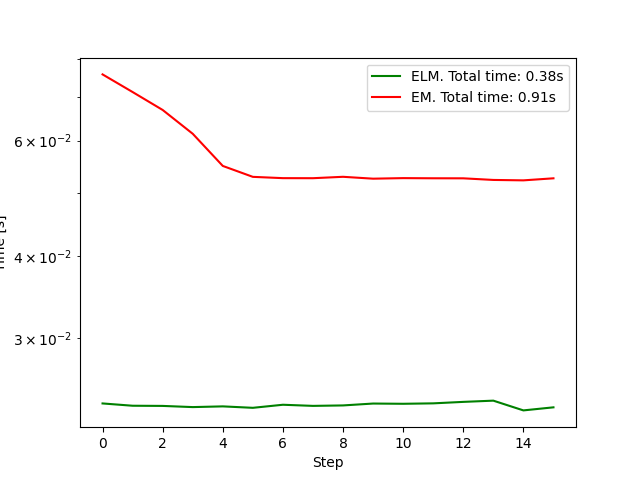 ELM. Total time: 0.38s
EM. Total time: 0.91s
6 × 10⁻²
4 × 10⁻²
3 × 10⁻²
[s]
0 2 4 6 8 10 12 14
Step